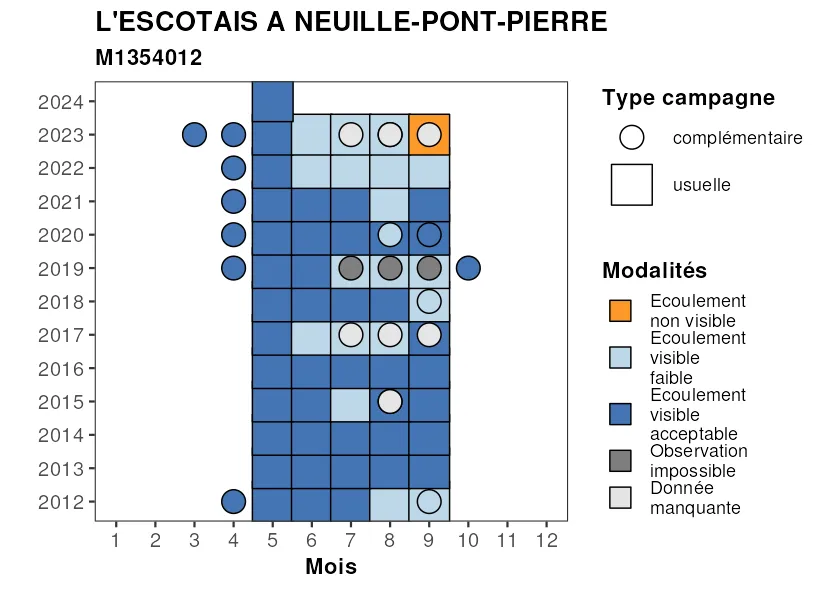 L'ESCOTAIS A NEUILLE-PONT-PIERRE
M1354012
2024
2023
2022
2021
2020
2019
2018
2017
2016
2015
2014
2013
2012
1 2 3 4 5 6 7 8 9 10 11 12
Mois
Type campagne
complémentaire
usuelle
Modalités
Ecoulement
non visible
Ecoulement
visible
faible
Ecoulement
visible
acceptable
Observation
impossible
Donnée
manquante